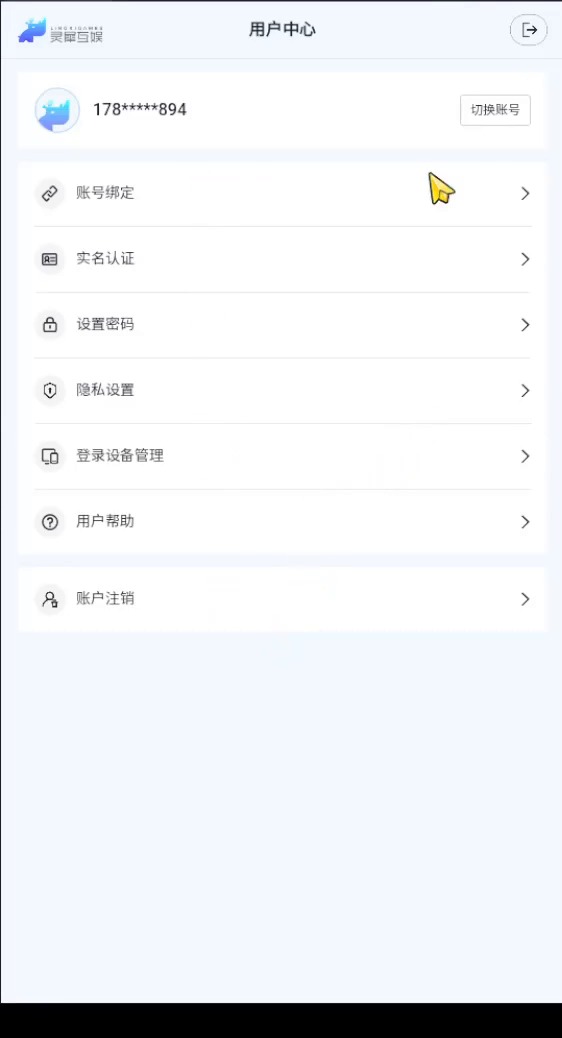 LINGXIGAMES
灵犀互娱
用户中心
178*****894
切换账号
账号绑定
实名认证
设置密码
隐私设置
登录设备管理
用户帮助
账户注销